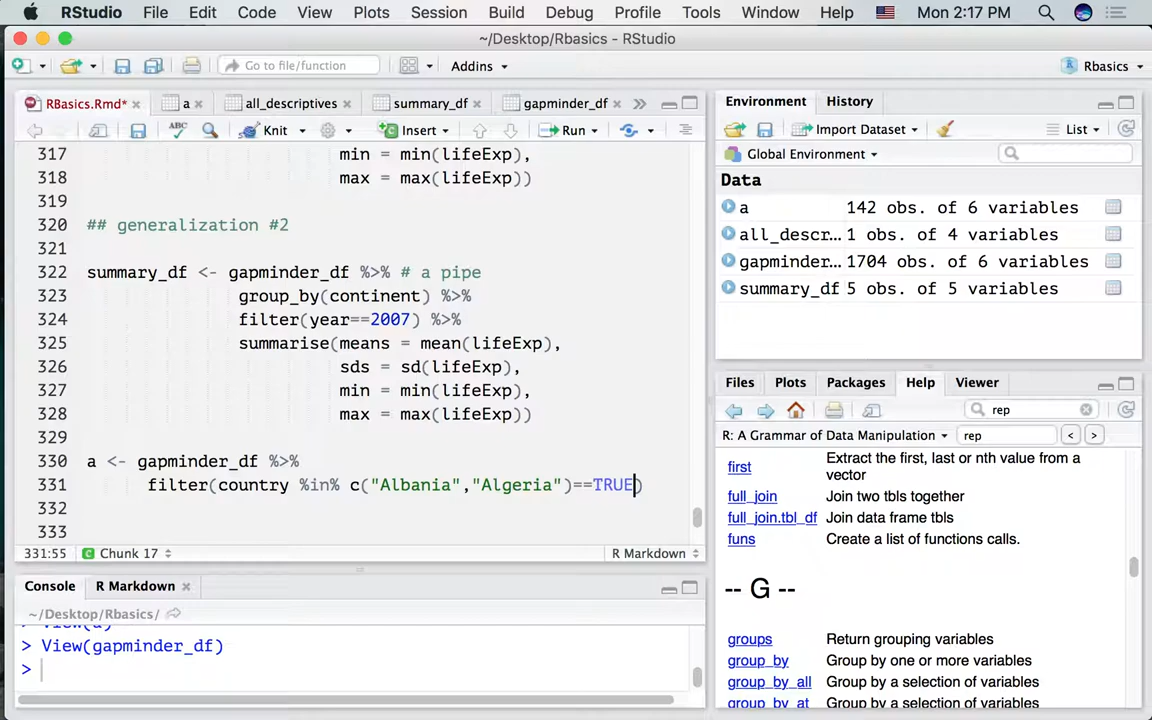 RStudio File Edit Code View Plots Session Build Debug Profile Tools Window Help Mon 2:17 PM
~/Desktop/Rbasics - RStudio
Go to file/function Addins Rbasics
RBasics.Rmd* a all_descriptives summary_df gapminder_df
Knit Insert Run
317 min = min(lifeExp),
318 max = max(lifeExp))
319
320 ## generalization #2
321
322 summary_df <- gapminder_df %>% # a pipe
323 group_by(continent) %>%
324 filter(year==2007) %>%
325 summarise(means = mean(lifeExp),
326 sds = sd(lifeExp),
327 min = min(lifeExp),
328 max = max(lifeExp))
329
330 a <- gapminder_df %>%
331 filter(country %in% c("Albania","Algeria")==TRUE)
332
333
331:55 Chunk 17 R Markdown
Console R Markdown
~/Desktop/Rbasics/
> View(a)
> View(gapminder_df)
>
Environment History
Import Dataset List
Global Environment
Data
a 142 obs. of 6 variables
all_descr... 1 obs. of 4 variables
gapminder... 1704 obs. of 6 variables
summary_df 5 obs. of 5 variables
Files Plots Packages Help Viewer
rep
R: A Grammar of Data Manipulation rep
first Extract the first, last or nth value from a
vector
full_join Join two tbls together
full_join.tbl_df Join data frame tbls
funs Create a list of functions calls.
-- G --
groups Return grouping variables
group_by Group by one or more variables
group_by_all Group by a selection of variables
group_by_at Group by a selection of variables